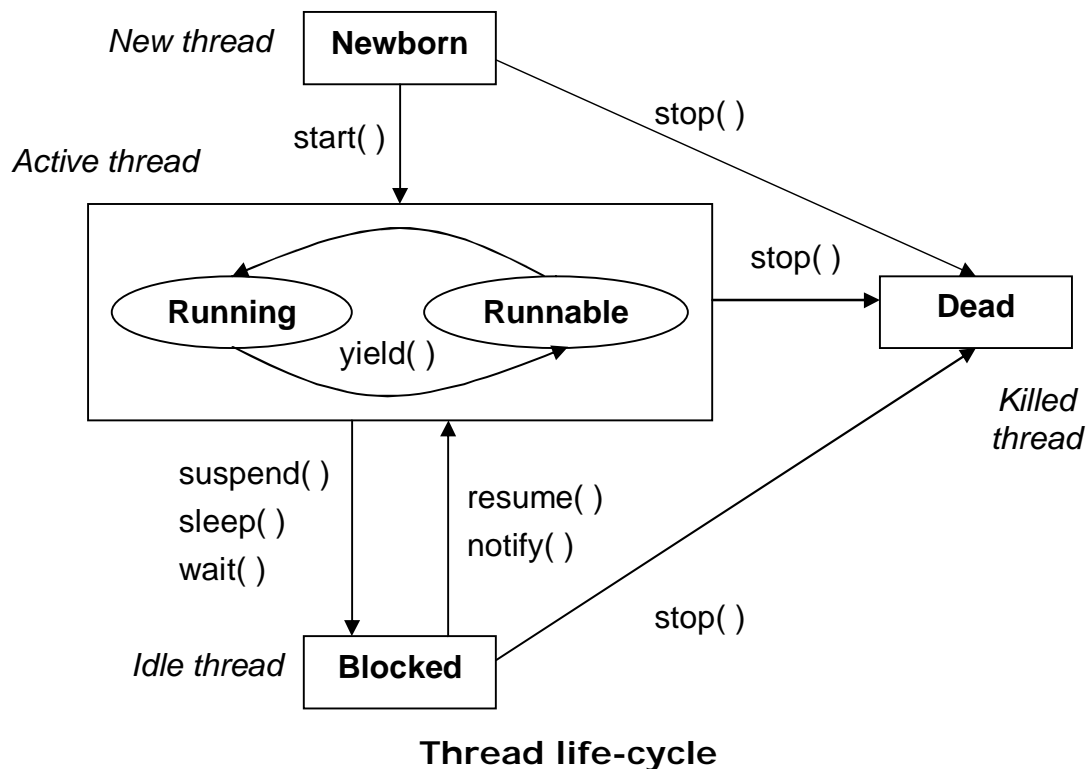 New thread
Newborn
stop( )
start( )
Active thread
stop( )
Running
Runnable
Dead
yield( )
Killed
thread
suspend( )
resume( )
sleep( )
notify( )
wait( )
stop( )
Idle thread
Blocked
Thread life-cycle